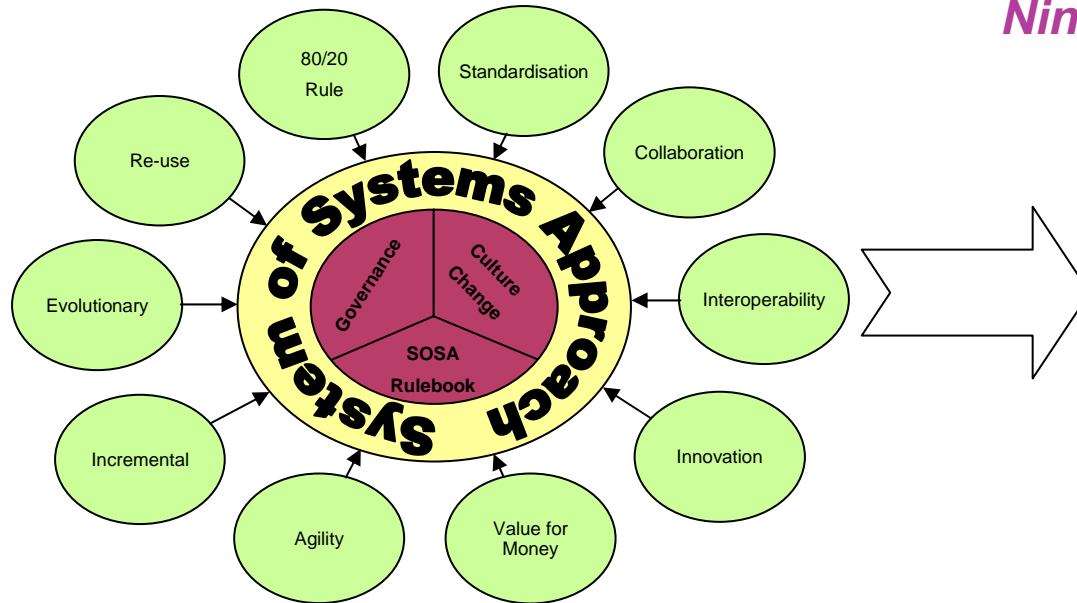 Nin
80/20
Rule
Standardisation
Re-use
Collaboration
System of Systems Approach
Governance
Culture
Change
SOSA
Rulebook
Evolutionary
Interoperability
Incremental
Innovation
Agility
Value for
Money